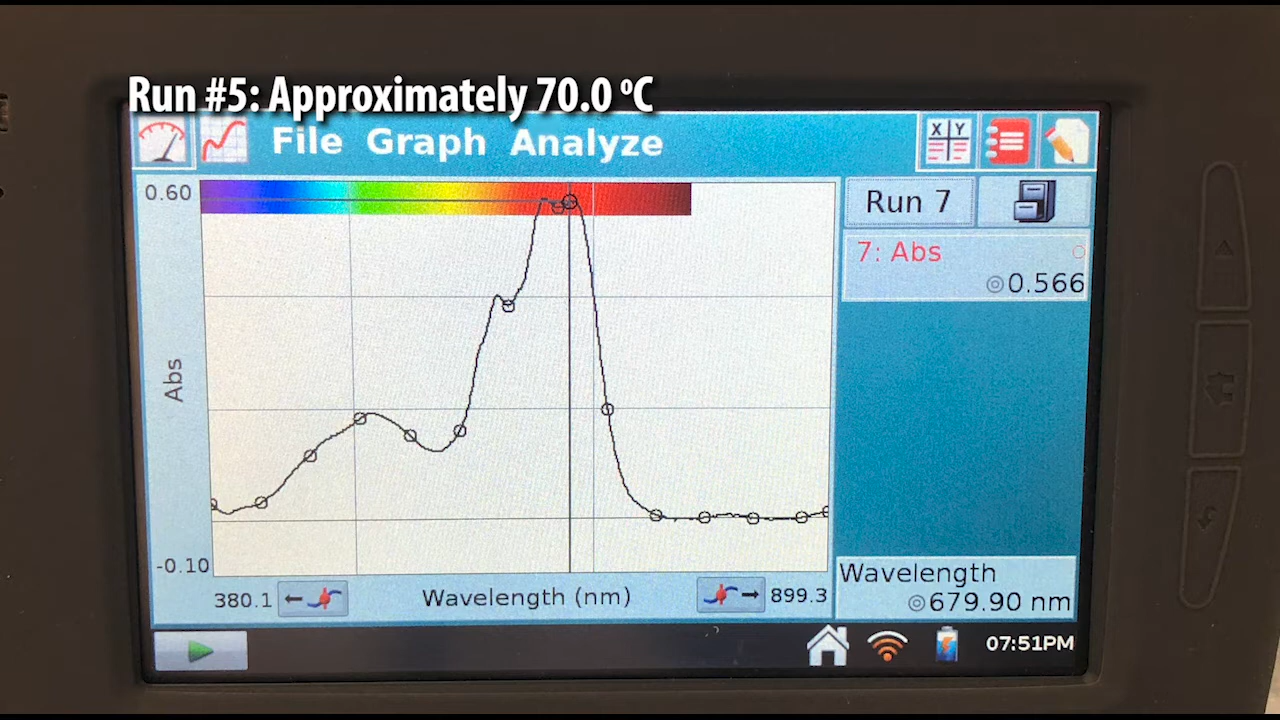 Run #5: Approximately 70.0 ºC
File Graph Analyze
X Y
0.60
Run 7
7: Abs
0.566
Abs
-0.10
380.1
Wavelength (nm)
899.3
Wavelength
679.90 nm
07:51PM